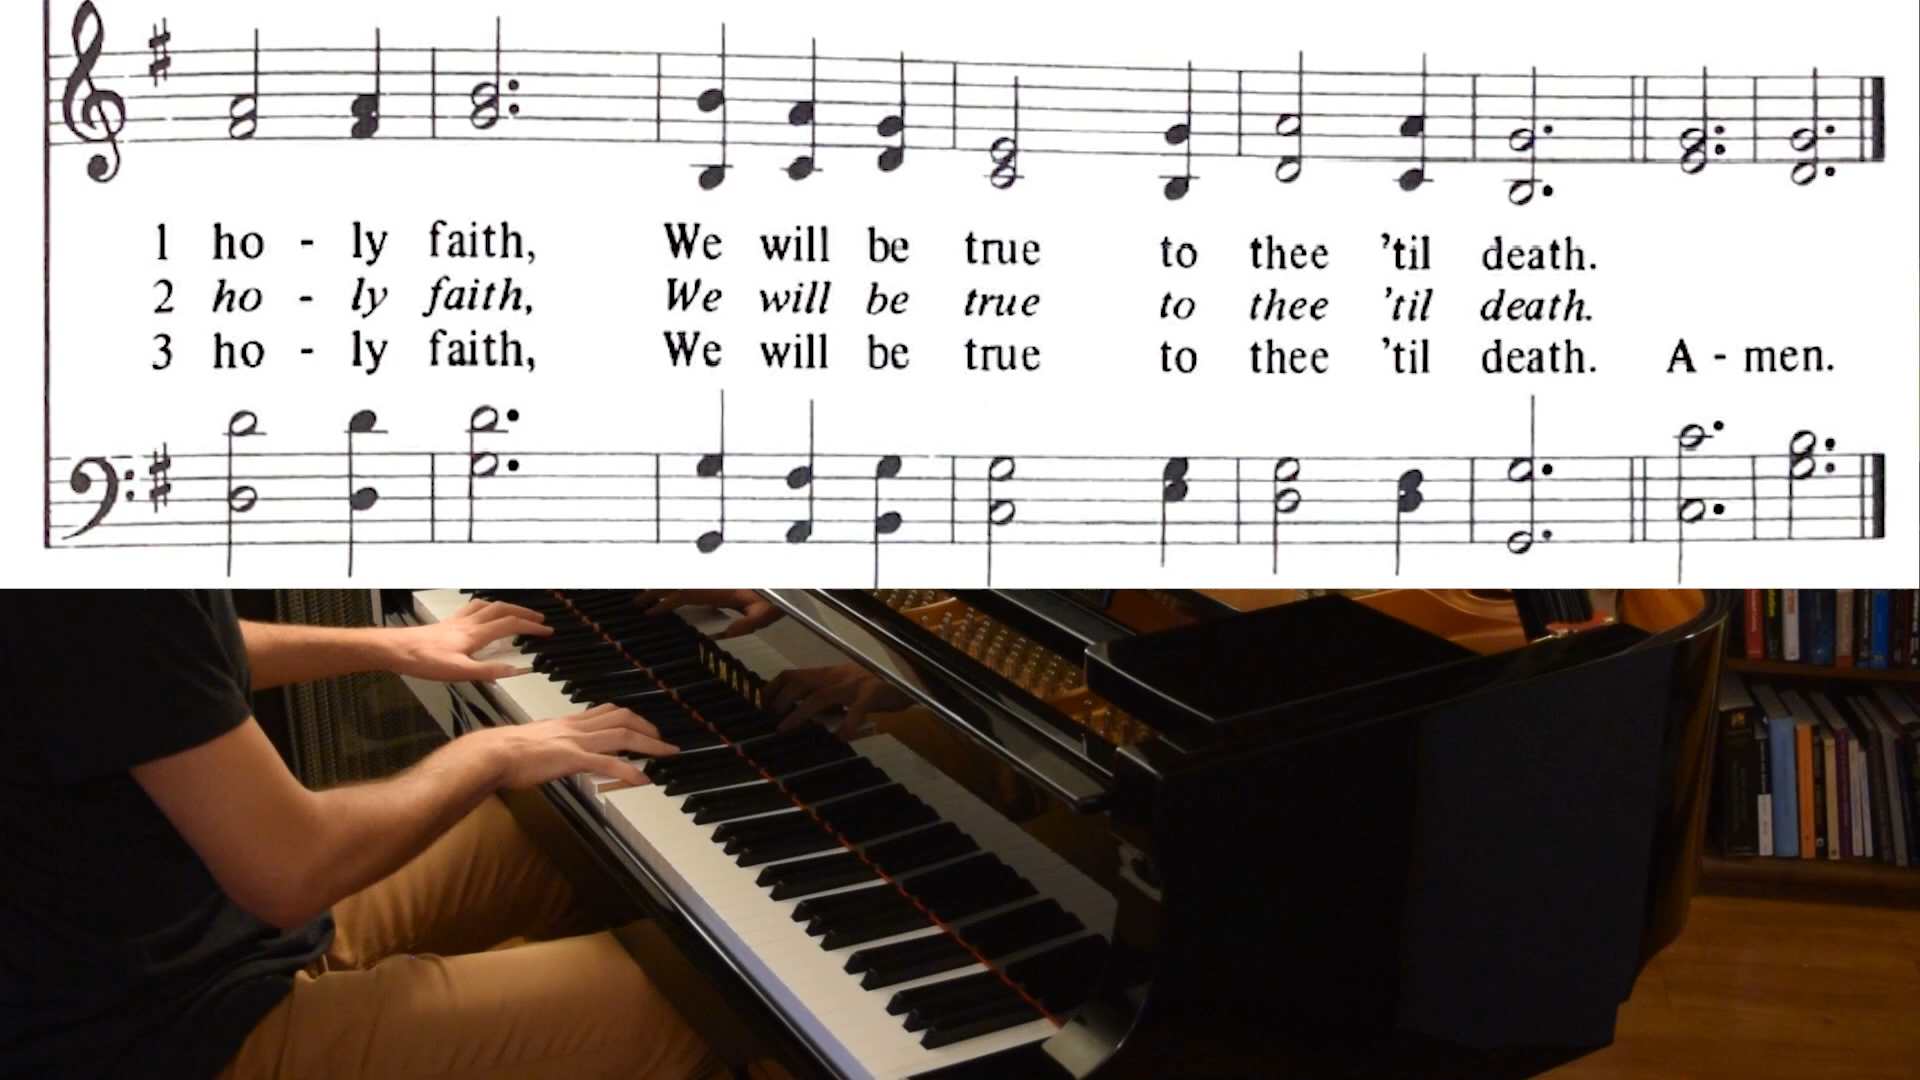 1 ho - ly faith, We will be true to thee ’til death.
2 ho - ly faith, We will be true to thee ’til death.
3 ho - ly faith, We will be true to thee ’til death. A - men.
YAMAHA